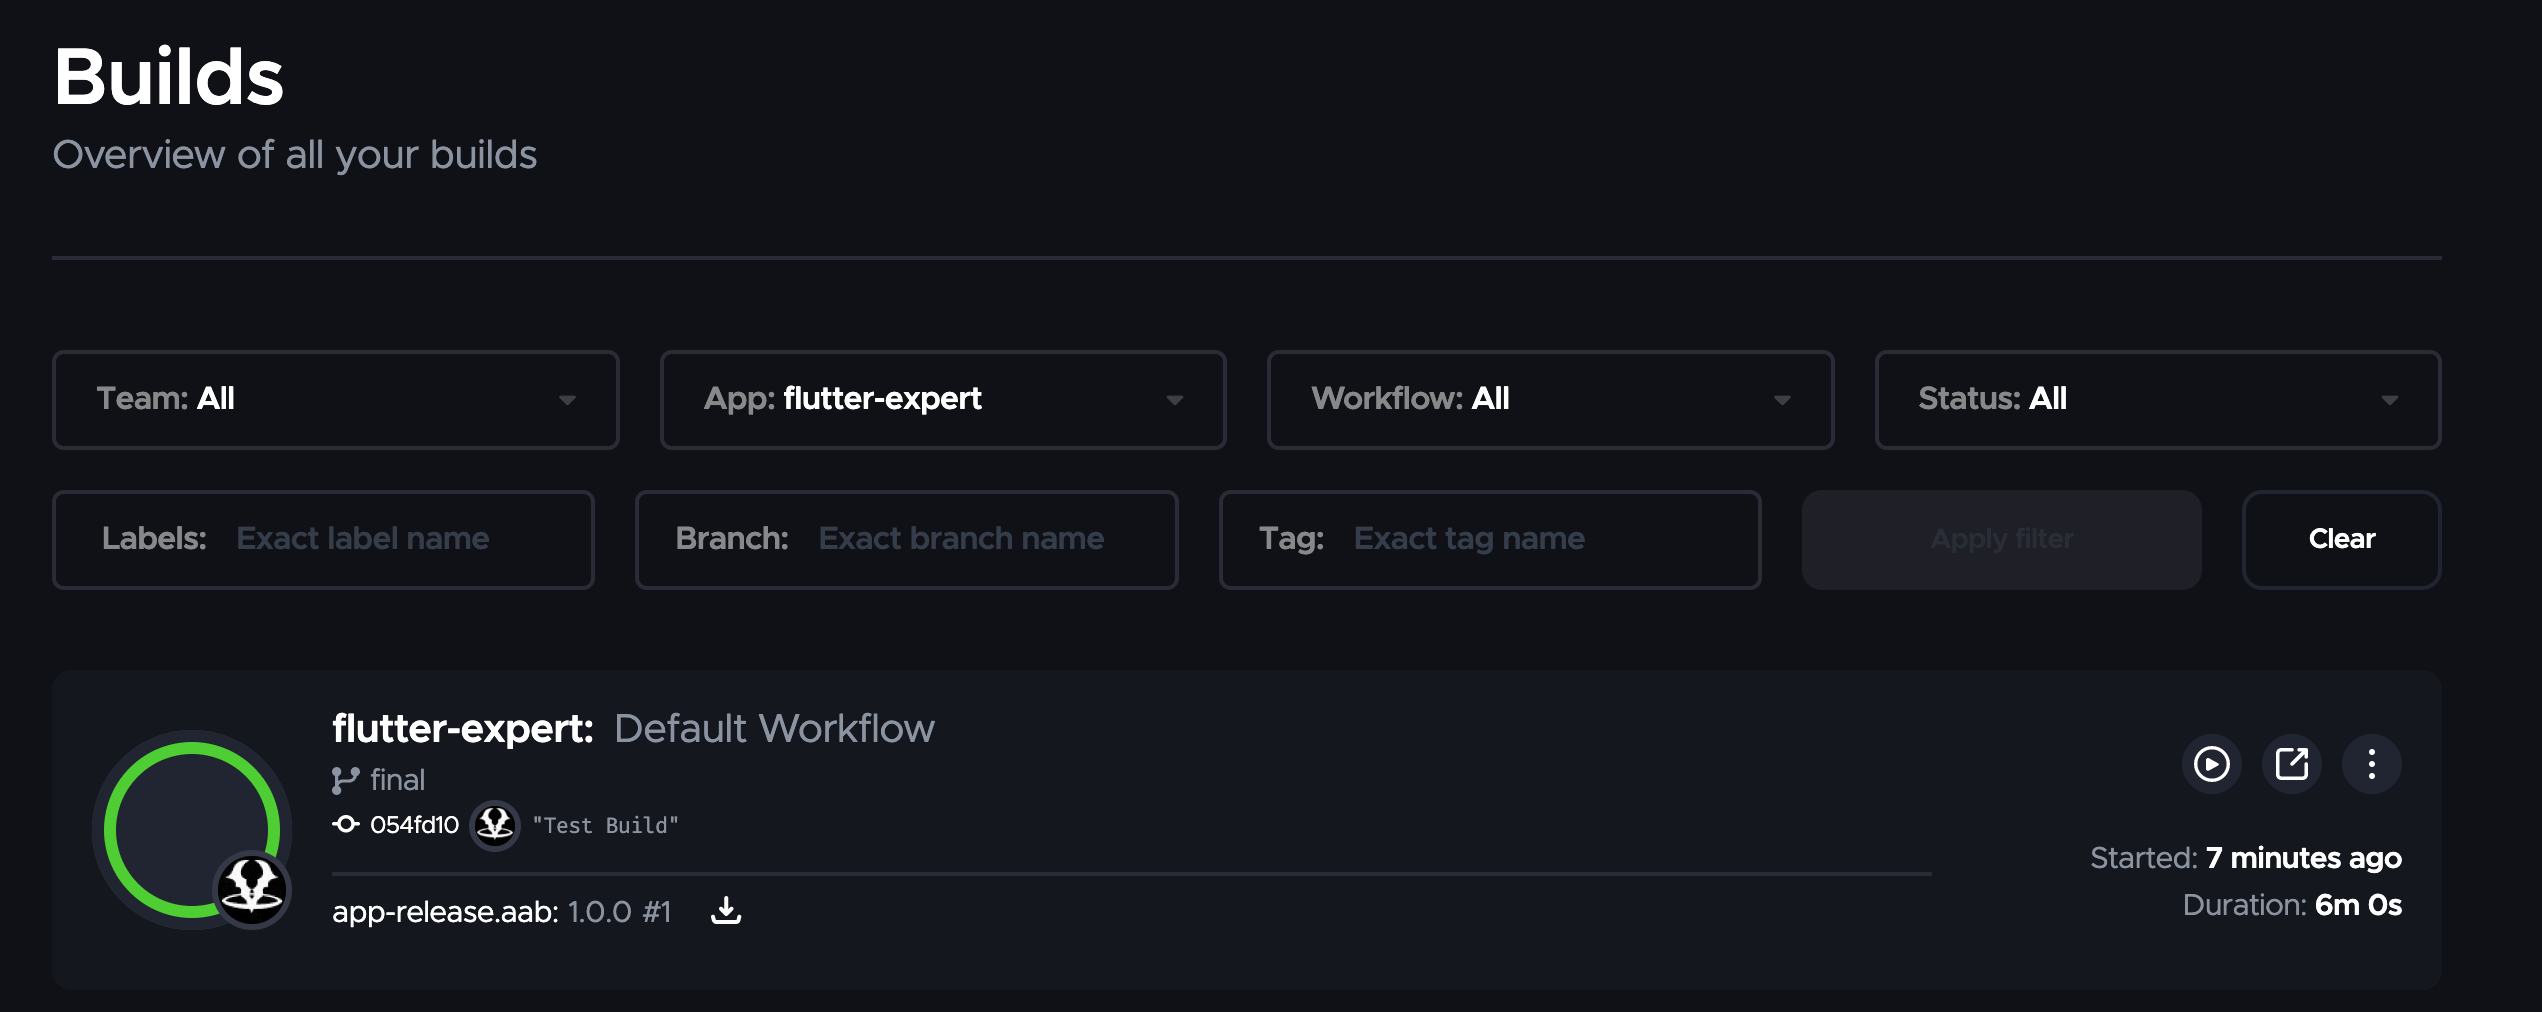 Builds
Overview of all your builds
Team: All
App: flutter-expert
Workflow: All
Status: All
Labels: Exact label name
Branch: Exact branch name
Tag: Exact tag name
Apply filter
Clear
flutter-expert: Default Workflow
final
054fd10 "Test Build"
app-release.aab: 1.0.0 #1
Started: 7 minutes ago
Duration: 6m 0s